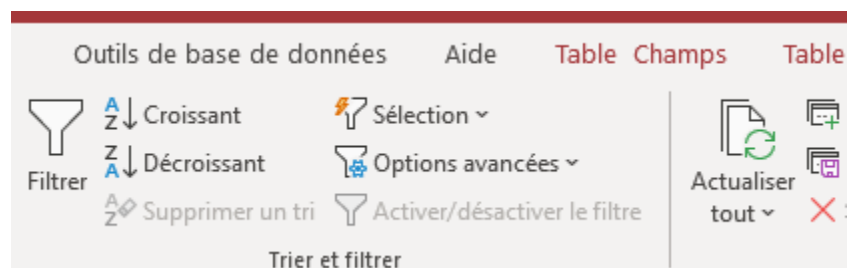 Outils de base de données Aide Table Champs Table
Filtrer
Croissant
Décroissant
Supprimer un tri
Sélection
Options avancées
Activer/désactiver le filtre
Trier et filtrer
Actualiser
tout